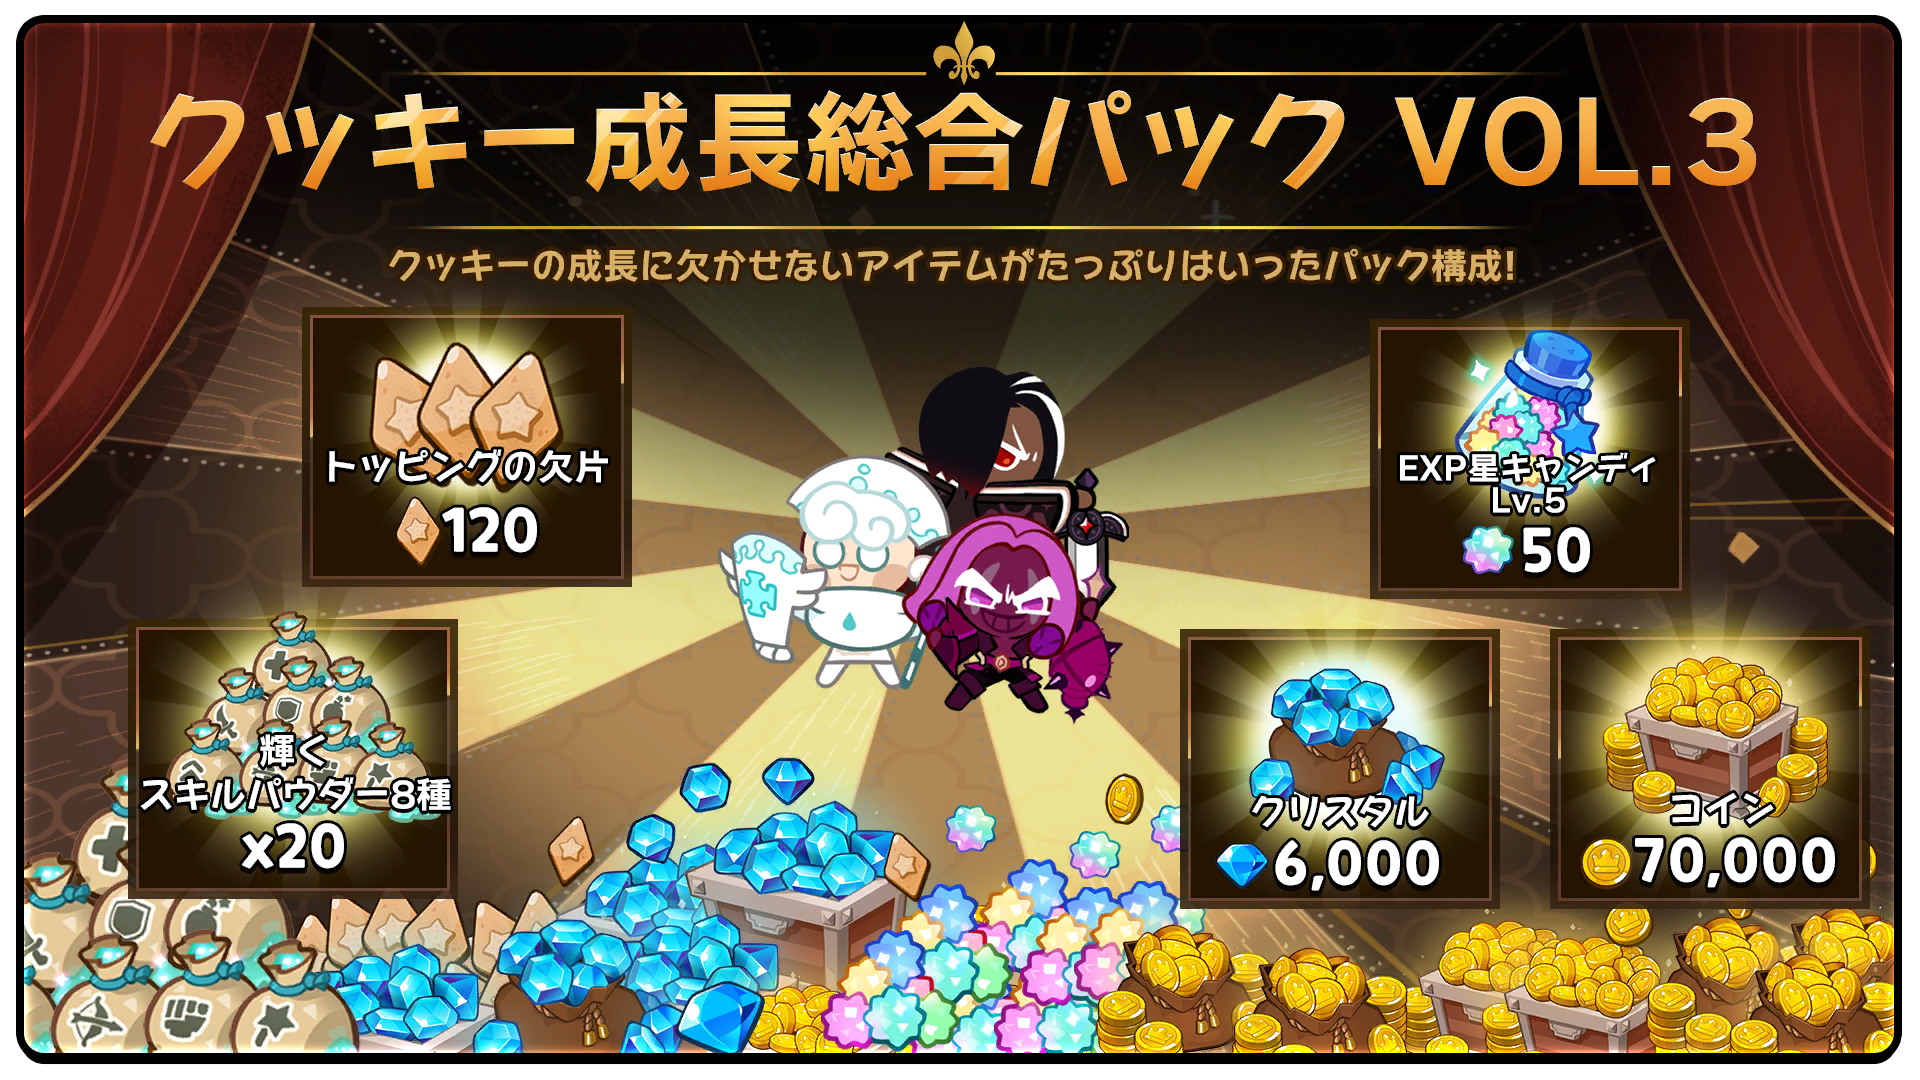 クッキー成長総合パック VOL.3
クッキーの成長に欠かせないアイテムがたっぷりはいったパック構成!
トッピングの欠片
120
EXP星キャンディ
Lv.5
50
輝く
スキルパウダー8種
x20
クリスタル
6,000
コイン
70,000